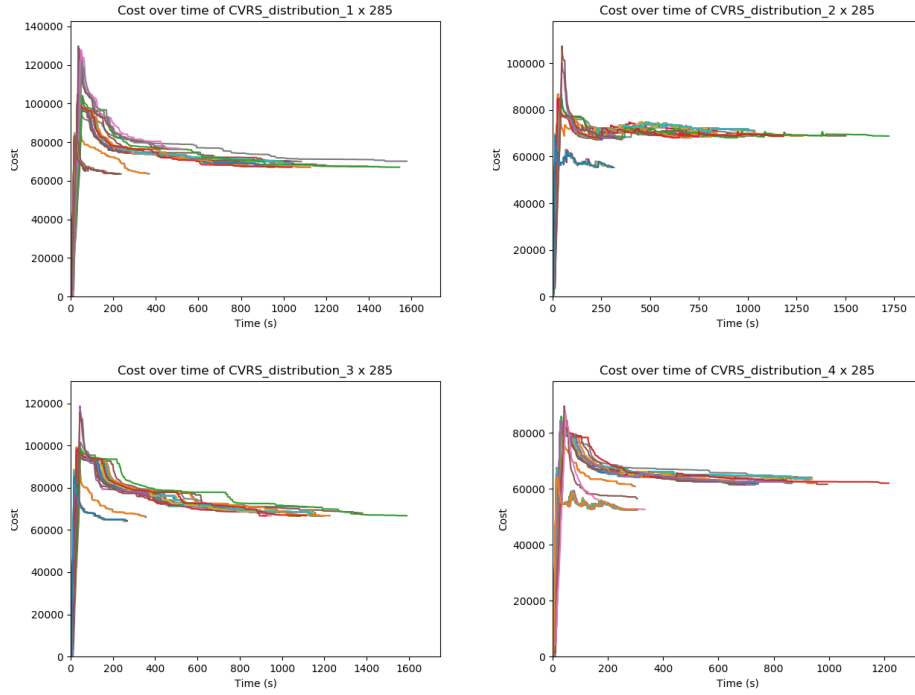 Cost over time of CVRS_distribution_1 x 285
140000
120000
100000
80000
60000
40000
20000
0
Cost
0 200 400 600 800 1000 1200 1400 1600
Time (s)
Cost over time of CVRS_distribution_2 x 285
100000
80000
60000
40000
20000
0
Cost
0 250 500 750 1000 1250 1500 1750
Time (s)
Cost over time of CVRS_distribution_3 x 285
120000
100000
80000
60000
40000
20000
0
Cost
0 200 400 600 800 1000 1200 1400 1600
Time (s)
Cost over time of CVRS_distribution_4 x 285
80000
60000
40000
20000
0
Cost
0 200 400 600 800 1000 1200
Time (s)